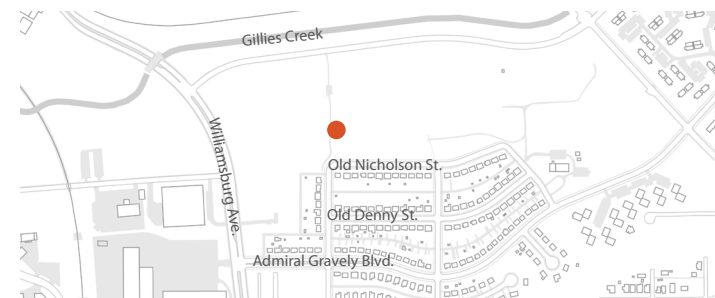 Gillies Creek
Williamsburg Ave.
Old Nicholson St.
Old Denny St.
Admiral Gravely Blvd.